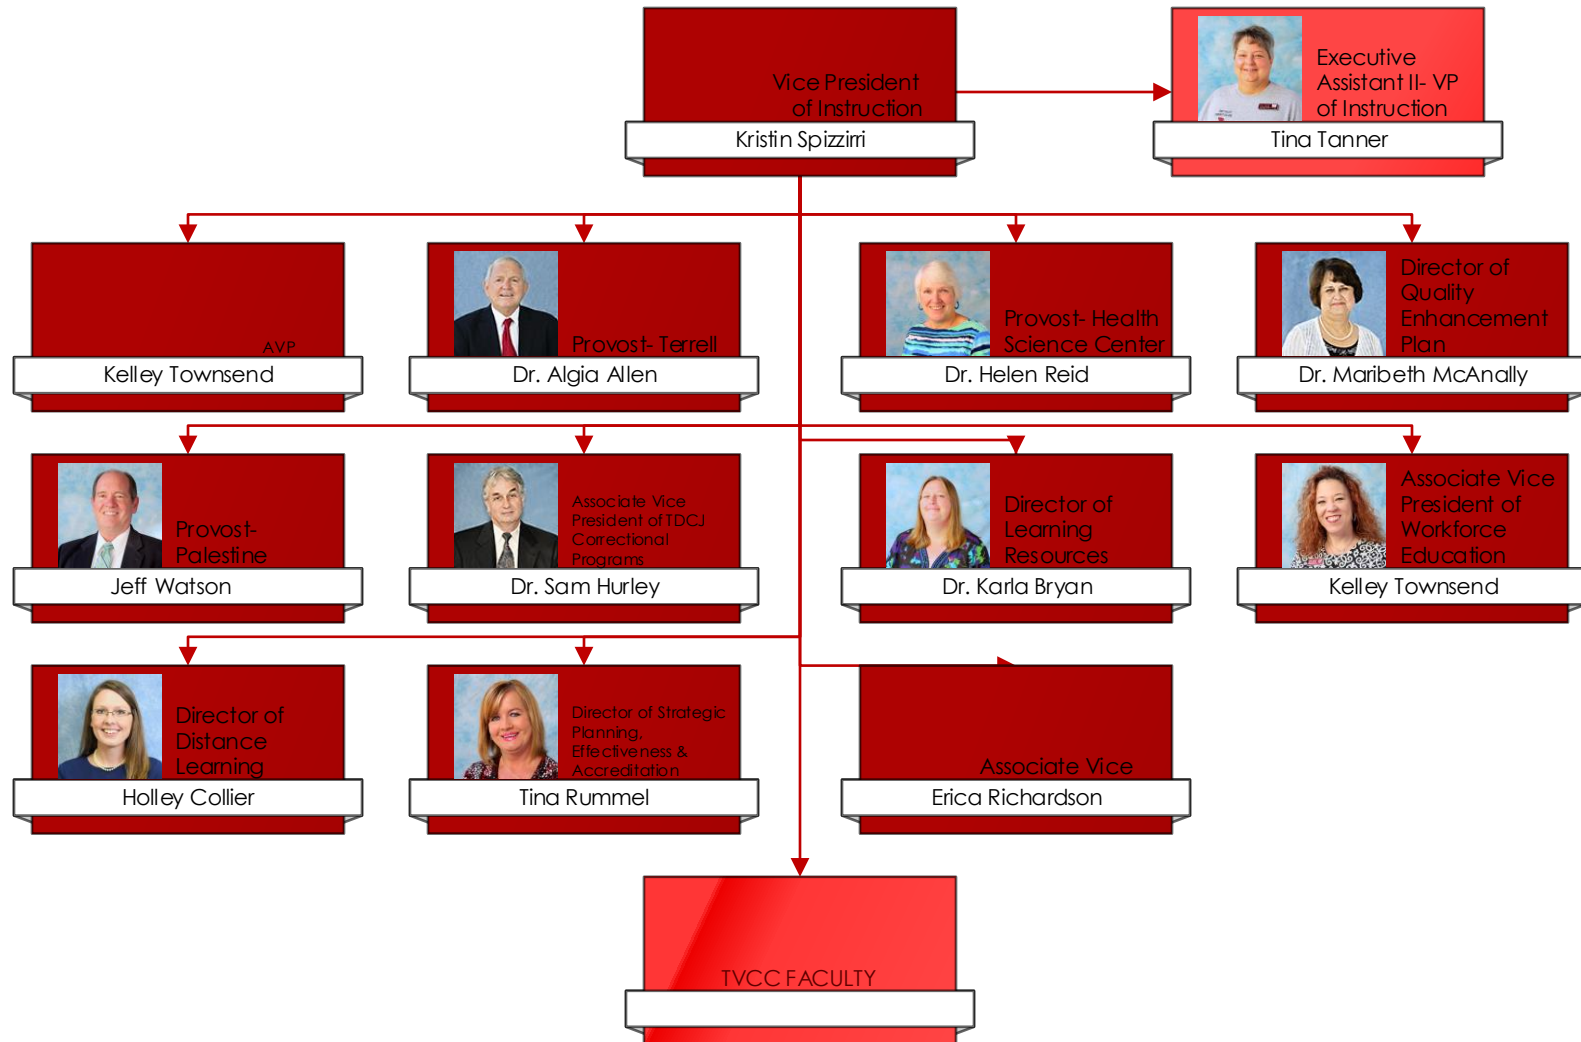 Vice President
of Instruction
Kristin Spizzirri
Executive
Assistant II- VP
of Instruction
Tina Tanner
AVP
Kelley Townsend
Provost- Terrell
Dr. Algia Allen
Provost- Health
Science Center
Dr. Helen Reid
Director of
Quality
Enhancement
Plan
Dr. Maribeth McAnally
Provost-
Palestine
Jeff Watson
Associate Vice
President of TDCJ
Correctional
Programs
Dr. Sam Hurley
Director of
Learning
Resources
Dr. Karla Bryan
Associate Vice
President of
Workforce
Education
Kelley Townsend
Director of
Distance
Learning
Holley Collier
Director of Strategic
Planning,
Effectiveness &
Accreditation
Tina Rummel
Associate Vice
Erica Richardson
TVCC FACULTY